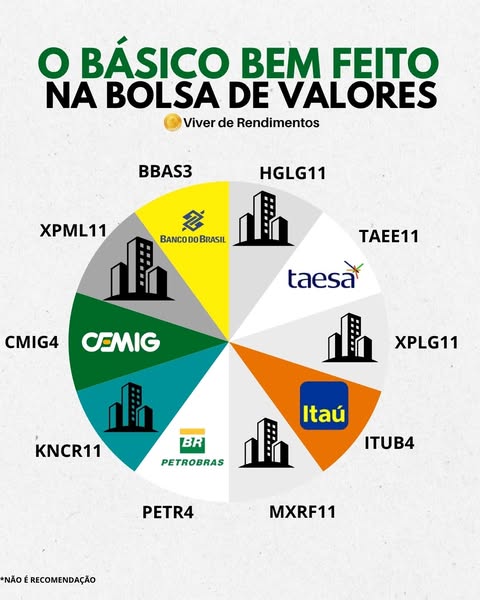 O BÁSICO BEM FEITO
NA BOLSA DE VALORES
Viver de Rendimentos
BBAS3
HGLG11
XPML11
BANCO DO BRASIL
TAEE11
taesa
CMIG4
CEMIG
XPLG11
Itaú
ITUB4
KNCR11
BR
PETROBRAS
PETR4
MXRF11
*NÃO É RECOMENDAÇÃO